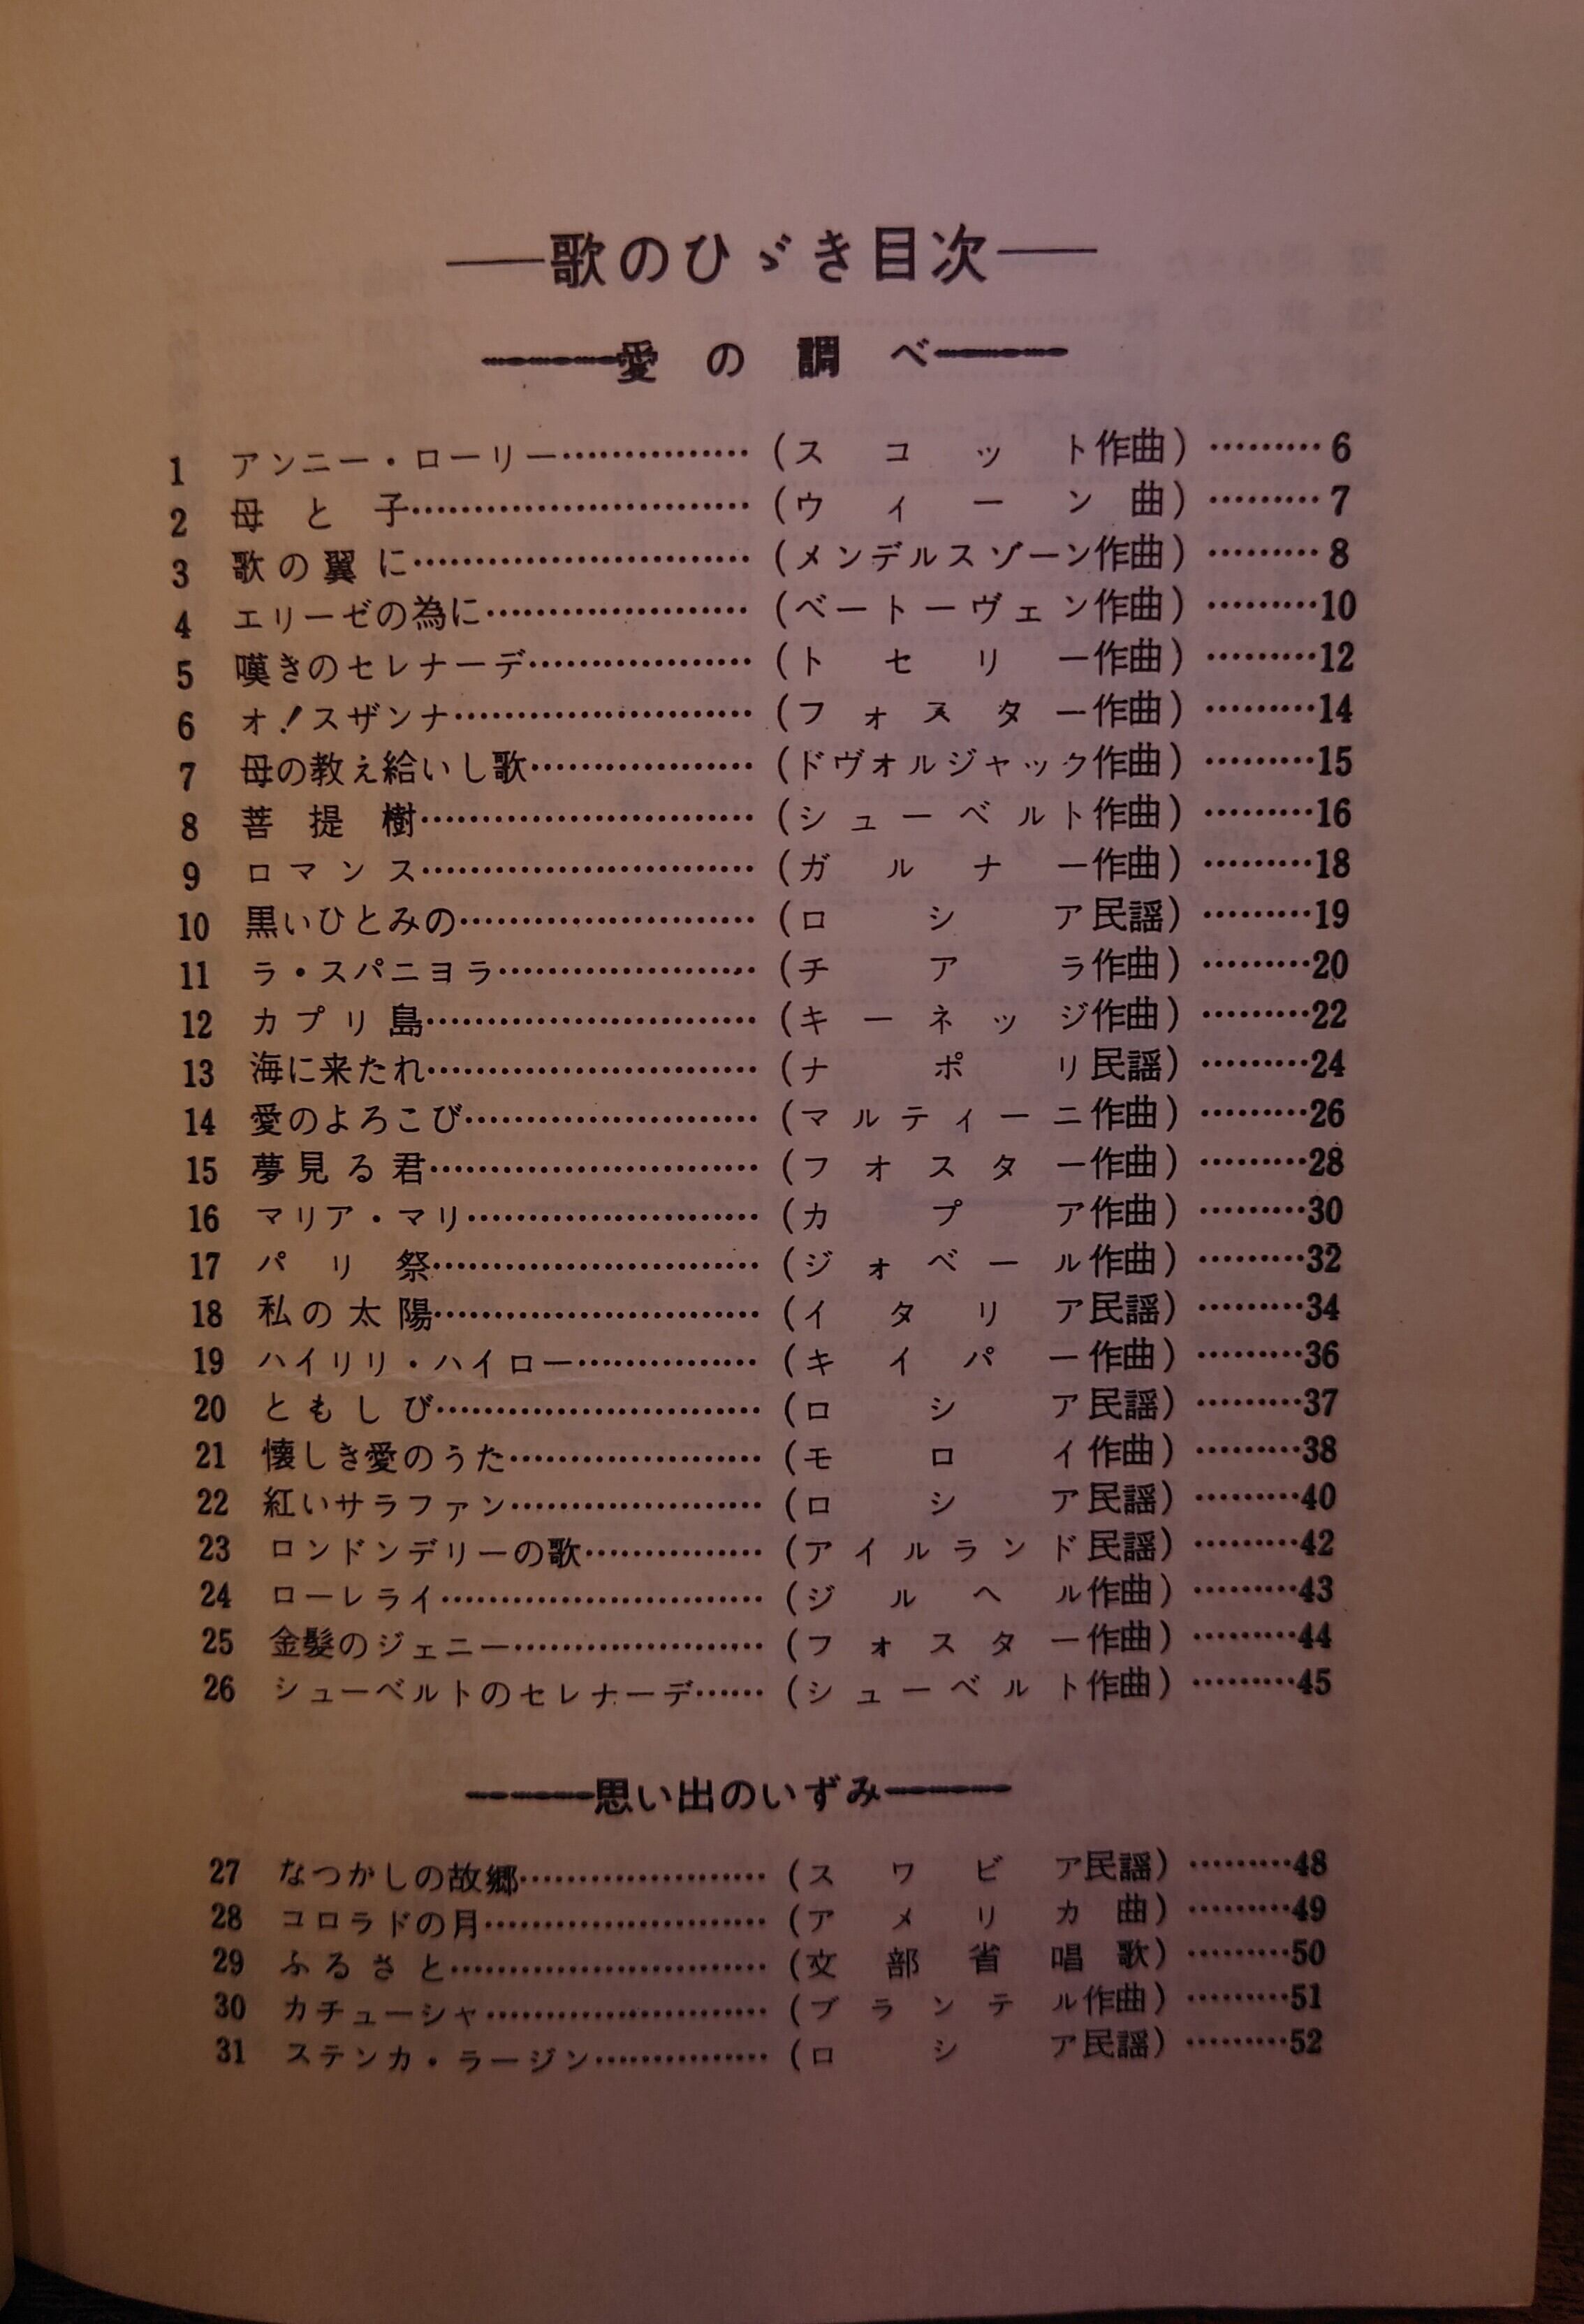 ――歌のひゞき目次――
――愛の調べ――
1 アンニー・ローリー……………(スコット作曲)………6
2 母と子………………………(ウィーン曲)………7
3 歌の翼に………………………(メンデルスゾーン作曲)………8
4 エリーゼの為に…………………(ベートーヴェン作曲)………10
5 嘆きのセレナーデ………………(トセリー作曲)………12
6 オ!スザンナ……………………(フォスター作曲)………14
7 母の教え給いし歌………………(ドヴォルジャック作曲)………15
8 菩提樹………………………(シューベルト作曲)………16
9 ロマンス………………………(ガルナー作曲)………18
10 黒いひとみの……………………(ロシア民謡)………19
11 ラ・スパニヨラ…………………(チアラ作曲)………20
12 カプリ島………………………(キーネッジ作曲)………22
13 海に来たれ………………………(ナポリ民謡)………24
14 愛のよろこび……………………(マルティーニ作曲)………26
15 夢見る君………………………(フォスター作曲)………28
16 マリア・マリ……………………(カプア作曲)………30
17 パリ祭………………………(ジォベール作曲)………32
18 私の太陽………………………(イタリア民謡)………34
19 ハイリリ・ハイロー……………(キイパー作曲)………36
20 ともしび………………………(ロシア民謡)………37
21 懐しき愛のうた…………………(モロイ作曲)………38
22 紅いサラファン…………………(ロシア民謡)………40
23 ロンドンデリーの歌……………(アイルランド民謡)………42
24 ローレライ………………………(ジルヘル作曲)………43
25 金髪のジェニー…………………(フォスター作曲)………44
26 シューベルトのセレナーデ……(シューベルト作曲)………45
――思い出のいずみ――
27 なつかしの故郷…………………(スワビア民謡)………48
28 コロラドの月……………………(アメリカ曲)………49
29 ふるさと………………………(文部省唱歌)………50
30 カチューシャ……………………(ブランテル作曲)………51
31 ステンカ・ラージン……………(ロシア民謡)………52